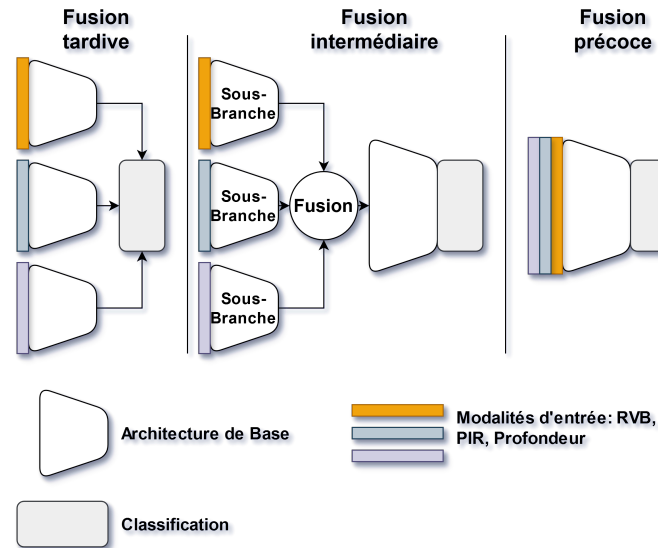 Fusion
tardive
Fusion
intermédiaire
Fusion
précoce
Sous-
Branche
Sous-
Branche
Fusion
Sous-
Branche
Architecture de Base
Modalités d'entrée: RVB,
PIR, Profondeur
Classification